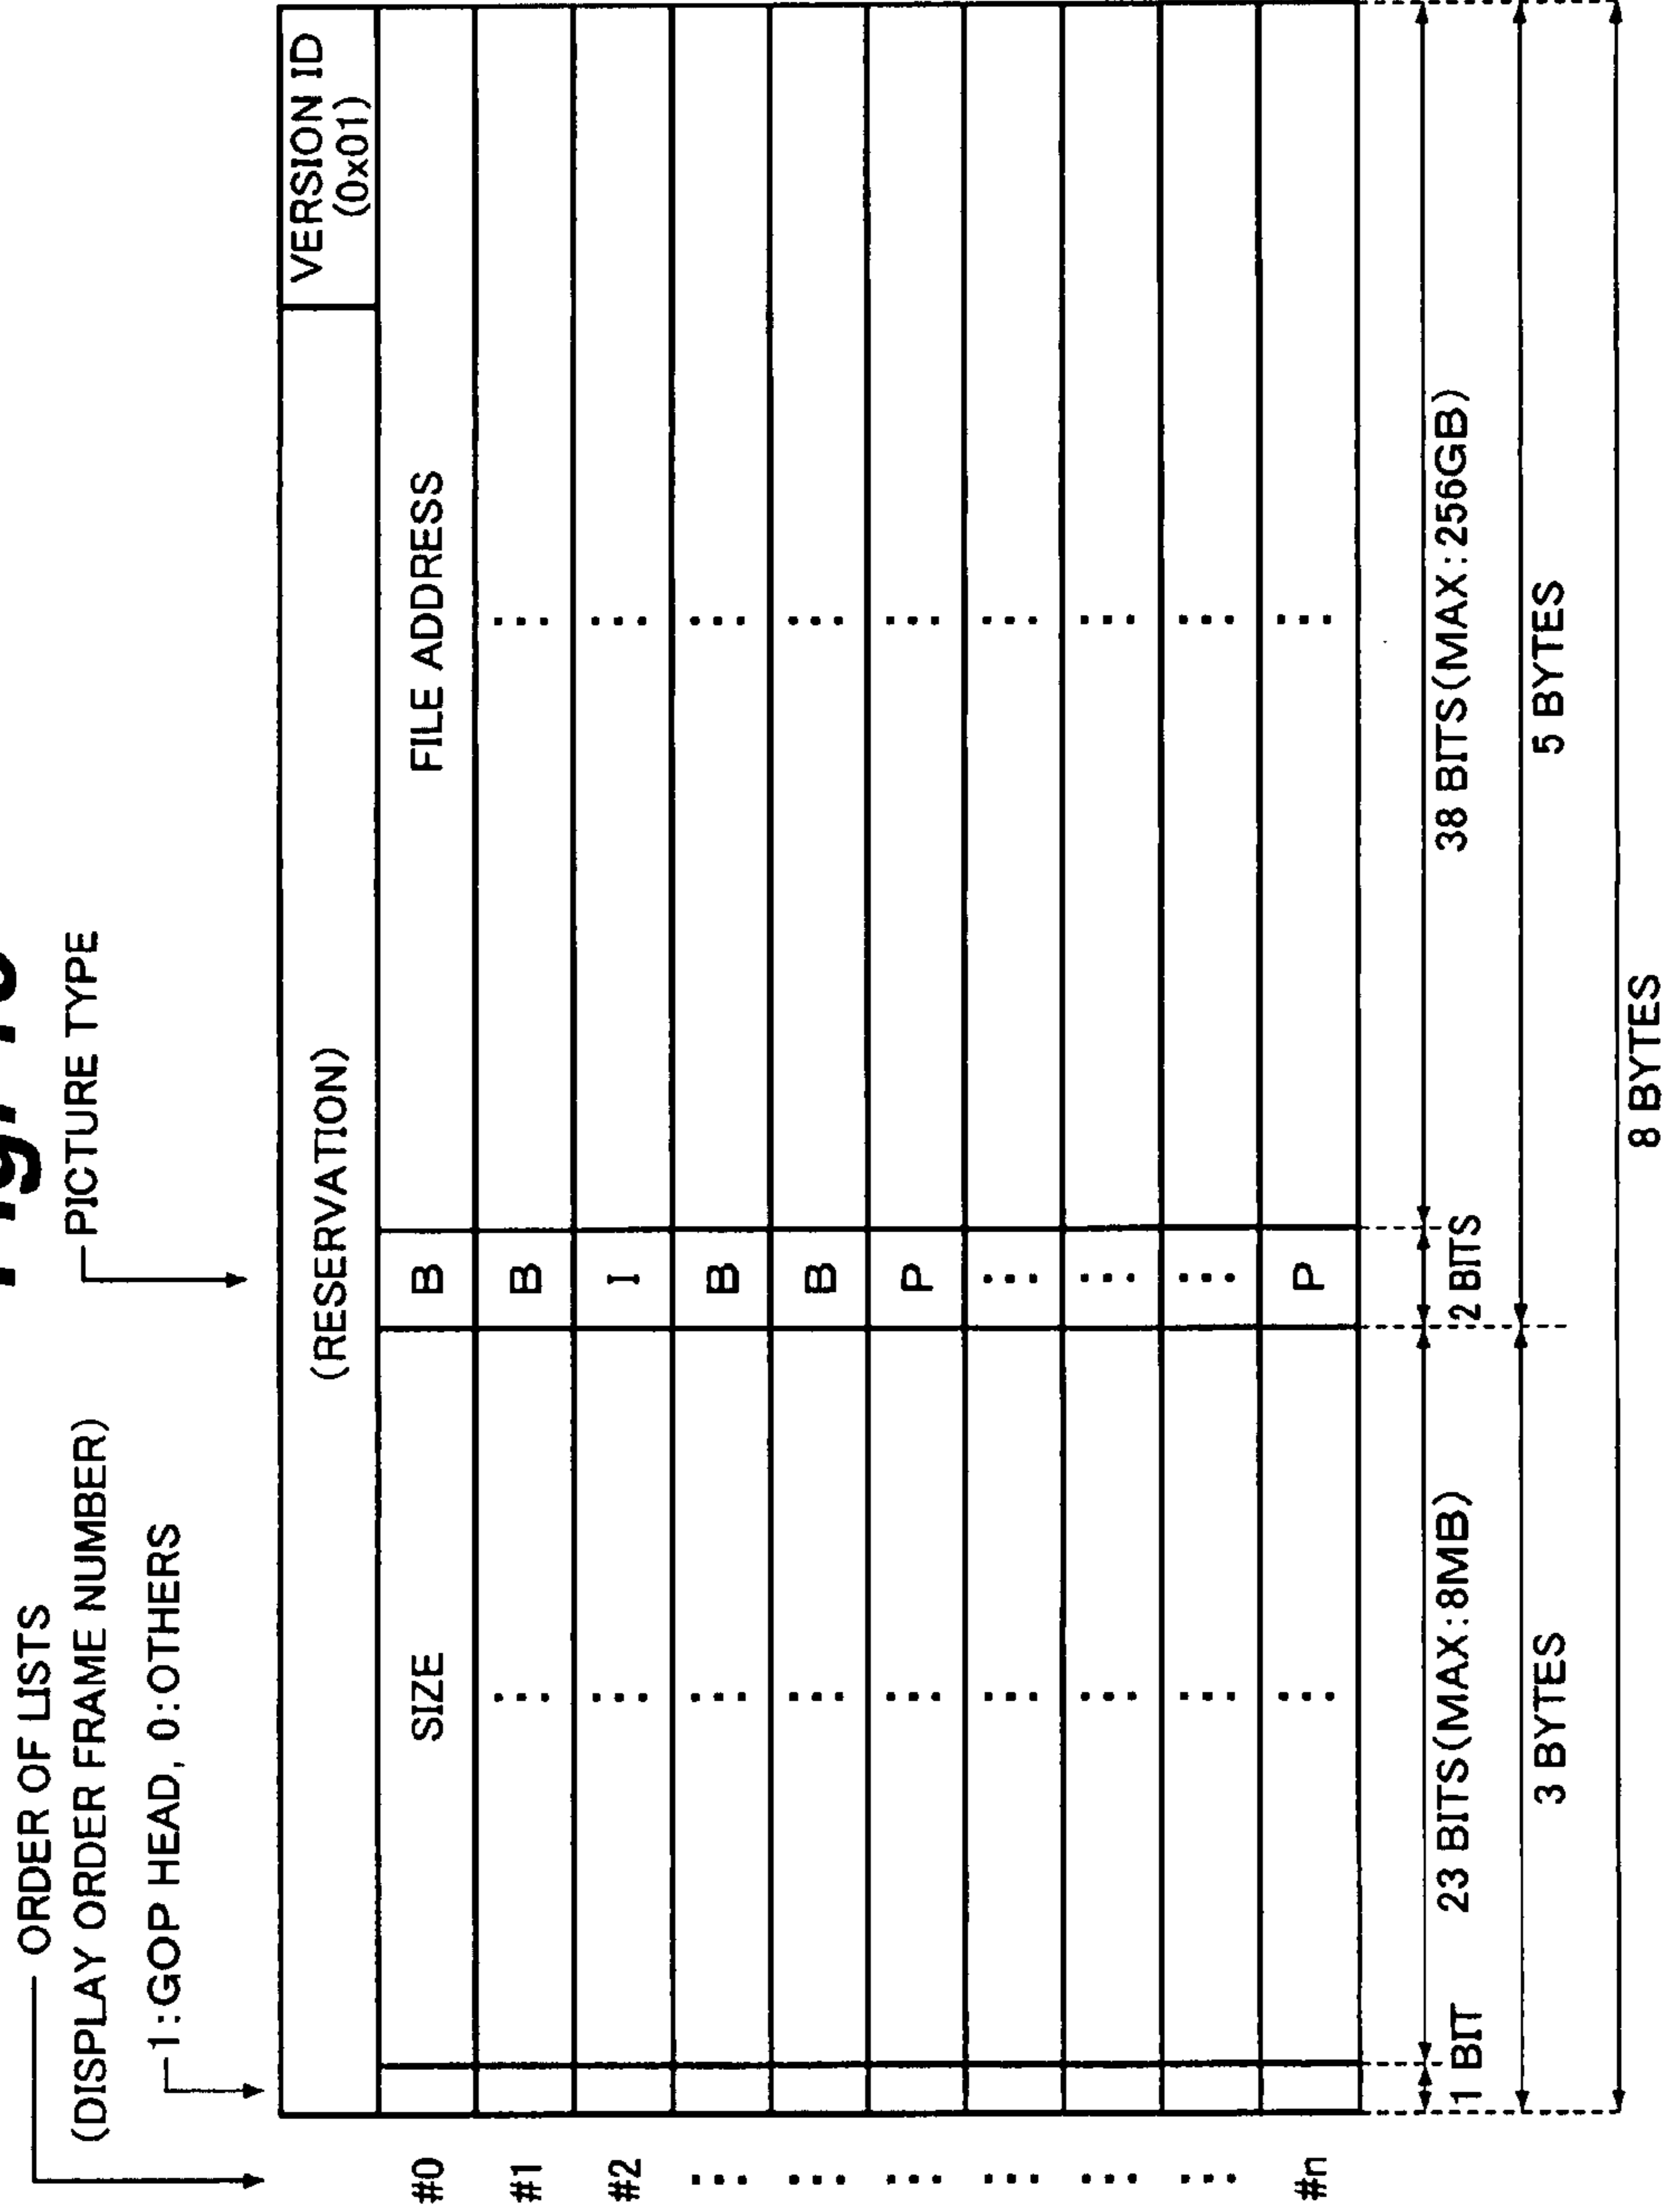 Fig.
ORDER OF LISTS
(DISPLAY ORDER FRAME NUMBER)
PICTURE TYPE
1:GOP HEAD, 0:OTHERS
(RESERVATION)
VERSION ID
(0x01)
#0 SIZE B FILE ADDRESS
#1 ... B ...
#2 ... I ...
... ... B ...
... ... B ...
... ... P ...
... ... ... ...
... ... ... ...
... ... ... ...
#n ... P ...
1 BIT 23 BITS(MAX:8MB) 2 BITS 38 BITS(MAX:256GB)
3 BYTES 5 BYTES
8 BYTES